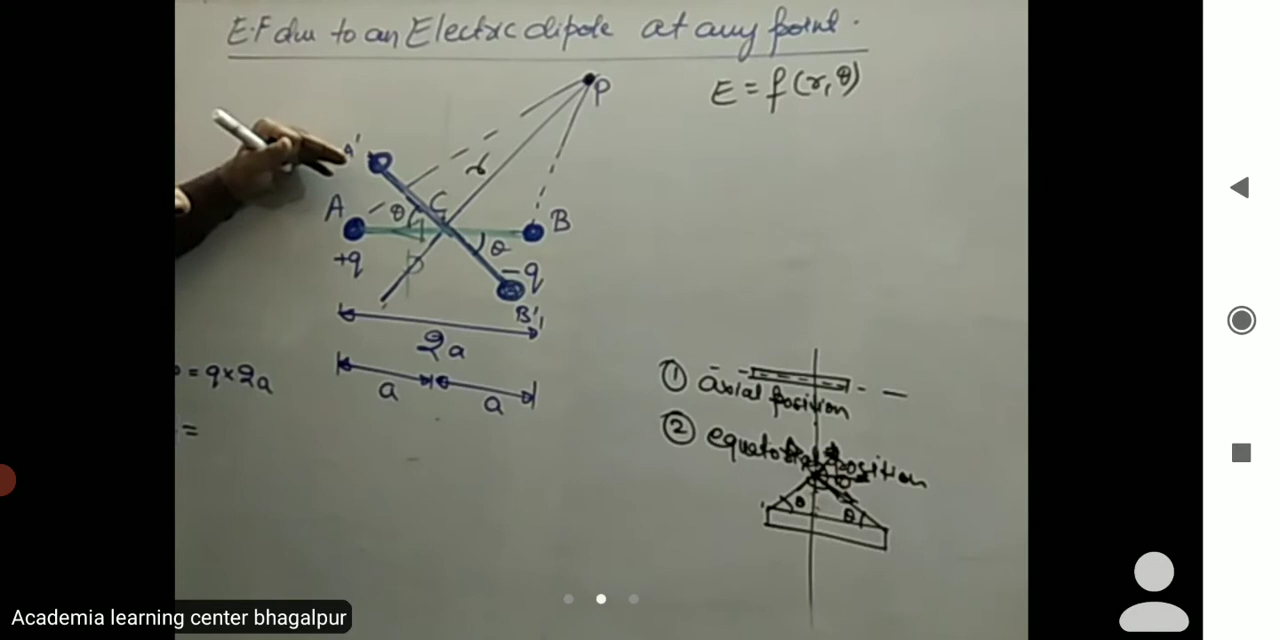 E.F due to an Electric dipole at any point.
E = f(r, θ)
P
A'
r
A
θ
C
B
θ
+q
P
-q
B'
2a
= q×2a
a
a
=
① axial position
② equatorial position
θ
θ
Academia learning center bhagalpur